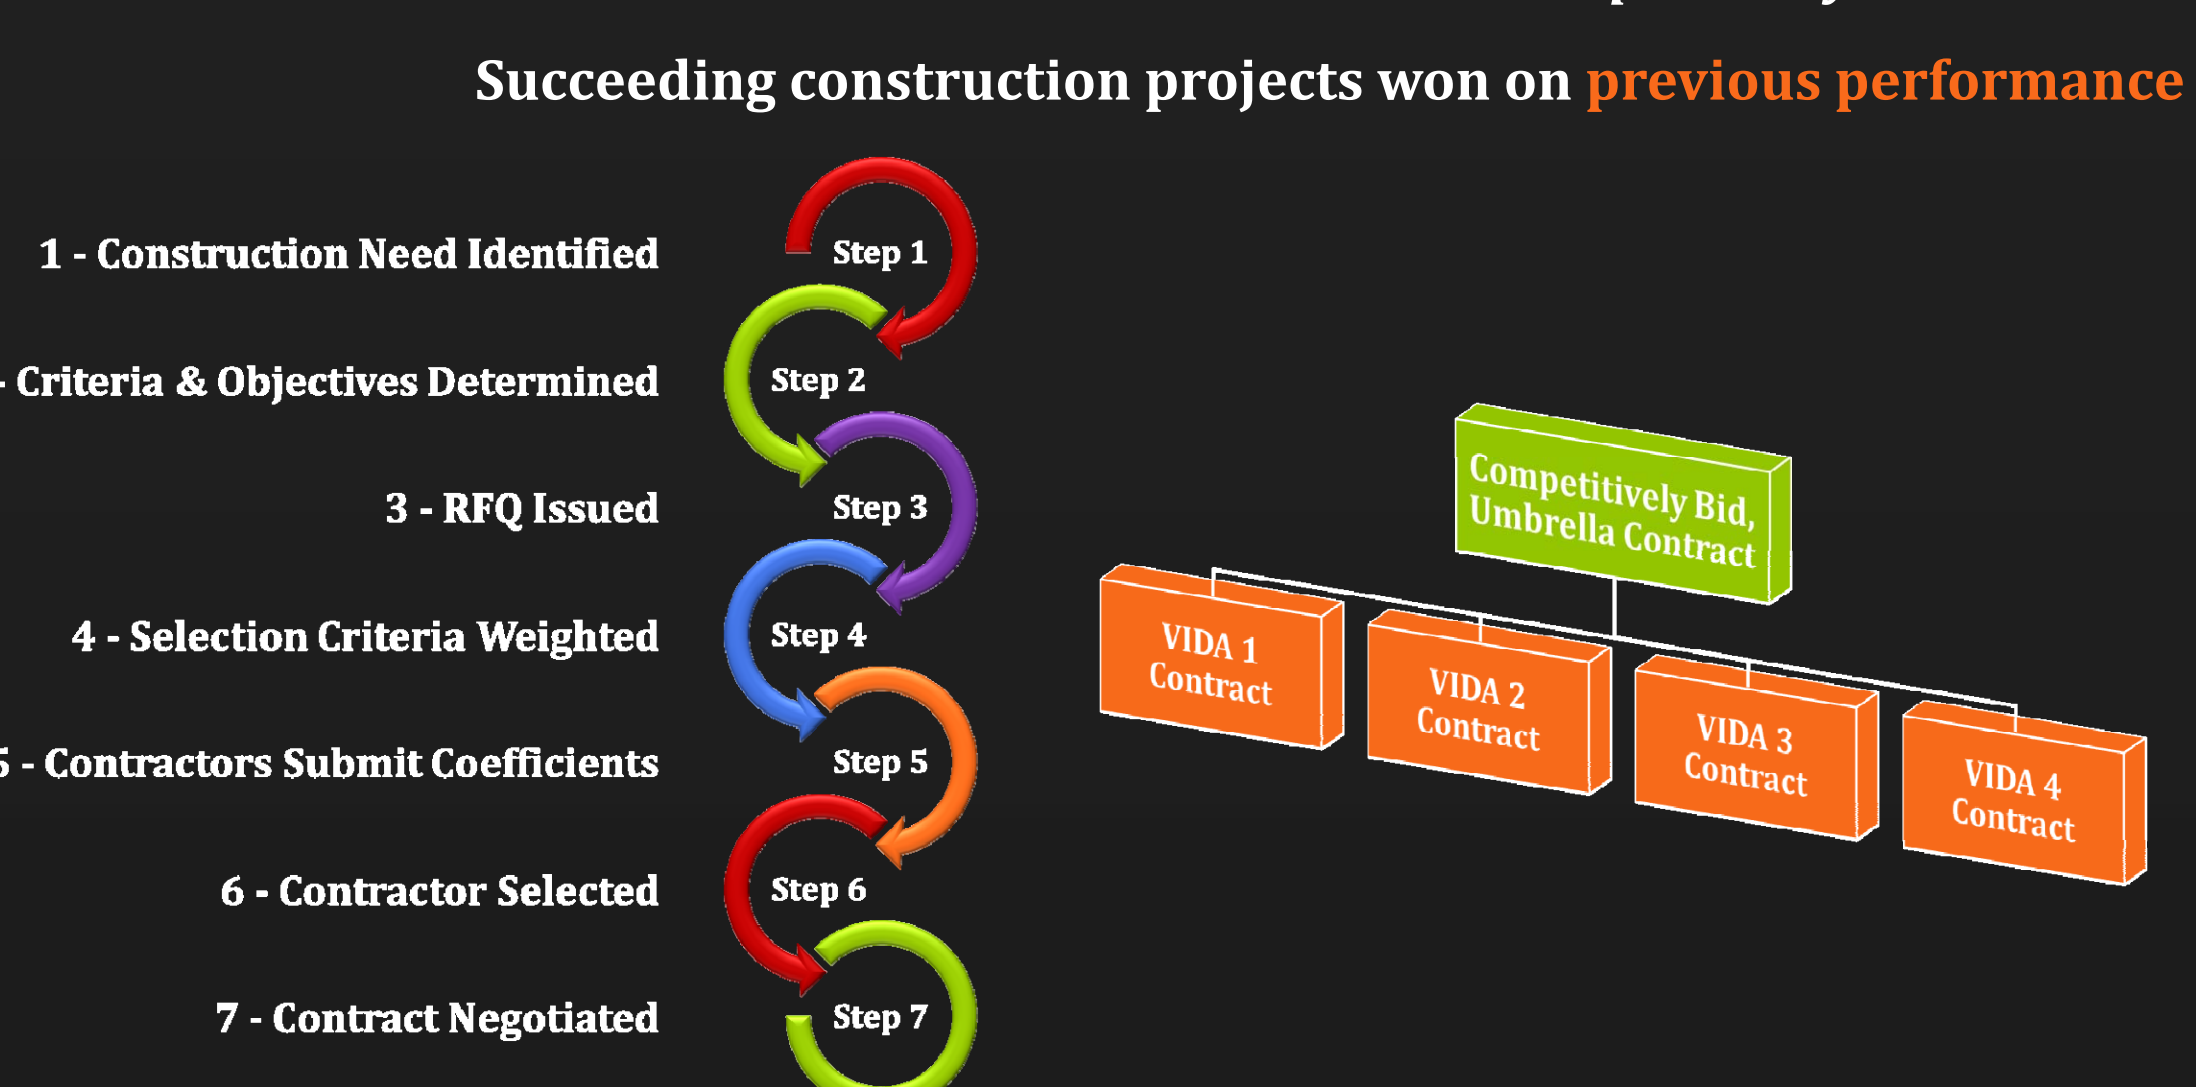 Succeeding construction projects won on previous performance
1 - Construction Need Identified
Step 1
- Criteria & Objectives Determined
Step 2
3 - RFQ Issued
Step 3
4 - Selection Criteria Weighted
Step 4
5 - Contractors Submit Coefficients
Step 5
6 - Contractor Selected
Step 6
7 - Contract Negotiated
Step 7
Competitively Bid,
Umbrella Contract
VIDA 1
Contract
VIDA 2
Contract
VIDA 3
Contract
VIDA 4
Contract